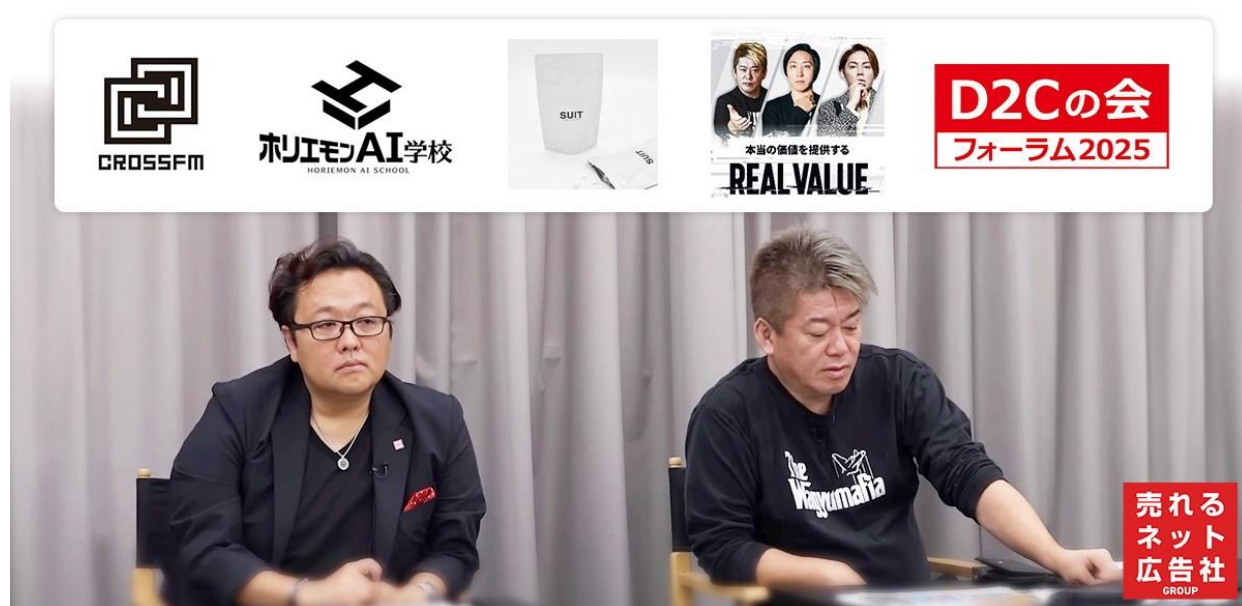 CROSSFM
ホリエモンAI学校
HORIEMON AI SCHOOL
SUIT
SUIT
本当の価値を提供する
REAL VALUE
D2Cの会
フォーラム2025
The
Wagyumafia
売れる
ネット
広告社
GROUP